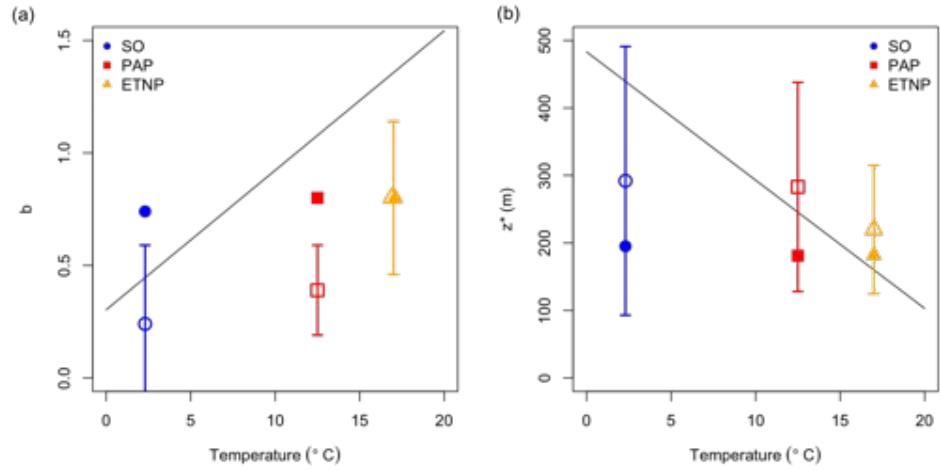 (a)
SO
PAP
ETNP
1.5
1.0
0.5
0.0
b
0 5 10 15 20
Temperature (° C)
(b)
SO
PAP
ETNP
500
400
300
200
100
0
z* (m)
0 5 10 15 20
Temperature (° C)